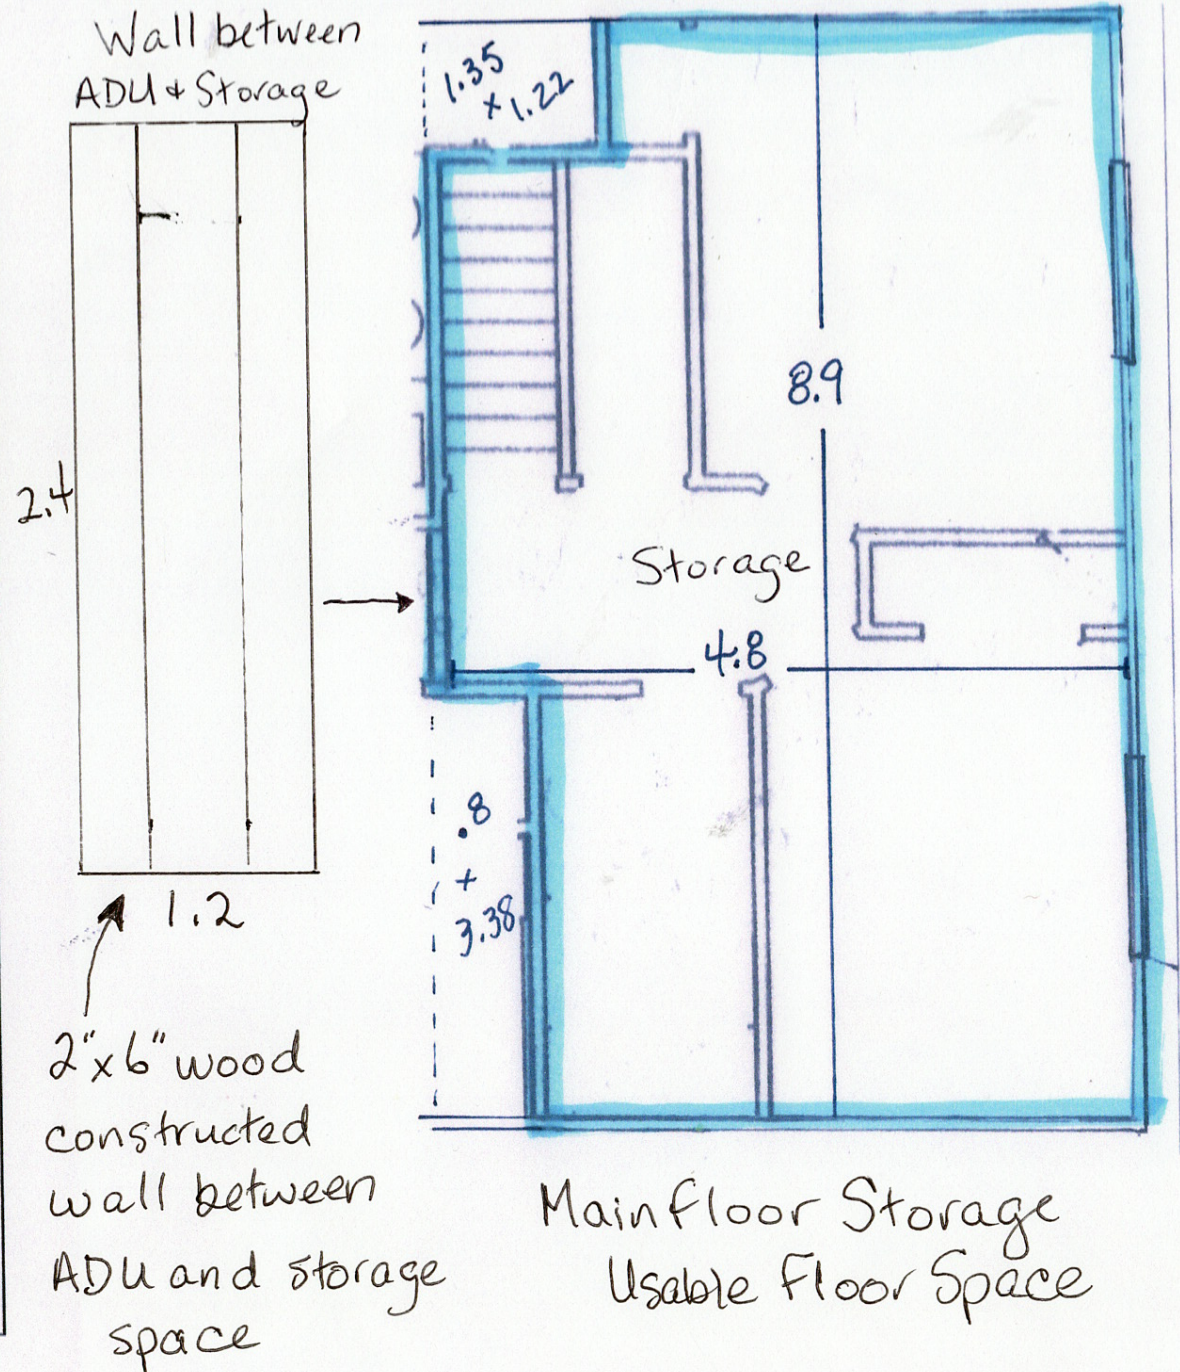 Wall between
ADU + Storage
2.4
1.2
2"x6" wood
constructed
wall between
ADU and storage
space
1.35
+ 1.22
8.9
Storage
4.8
.8
+
3.38
Main floor Storage
Usable Floor Space